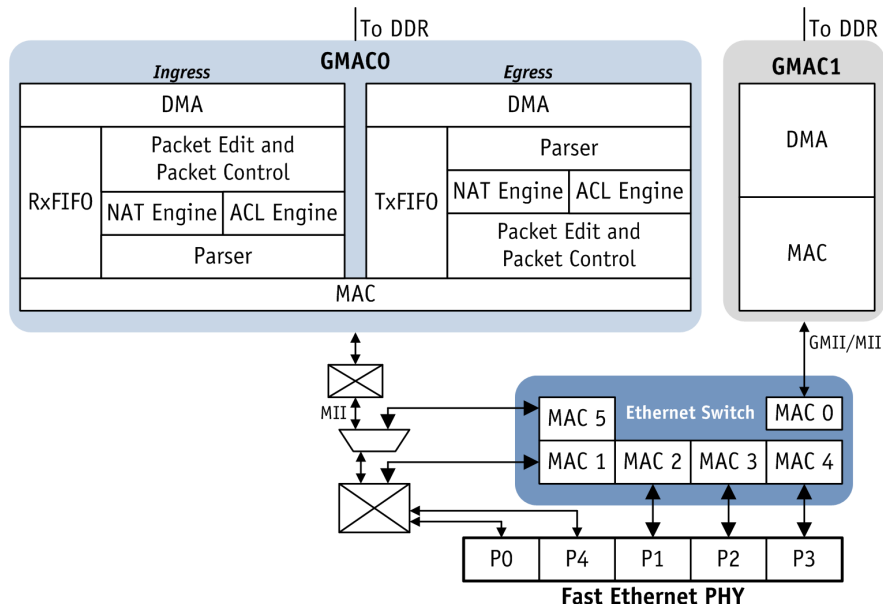 To DDR
To DDR
GMAC0
GMAC1
Ingress
Egress
DMA
DMA
DMA
RxFIFO
Packet Edit and
Packet Control
NAT Engine
ACL Engine
Parser
TxFIFO
Parser
NAT Engine
ACL Engine
Packet Edit and
Packet Control
MAC
MAC
GMII/MII
MII
Ethernet Switch
MAC 5
MAC 0
MAC 1
MAC 2
MAC 3
MAC 4
P0
P4
P1
P2
P3
Fast Ethernet PHY